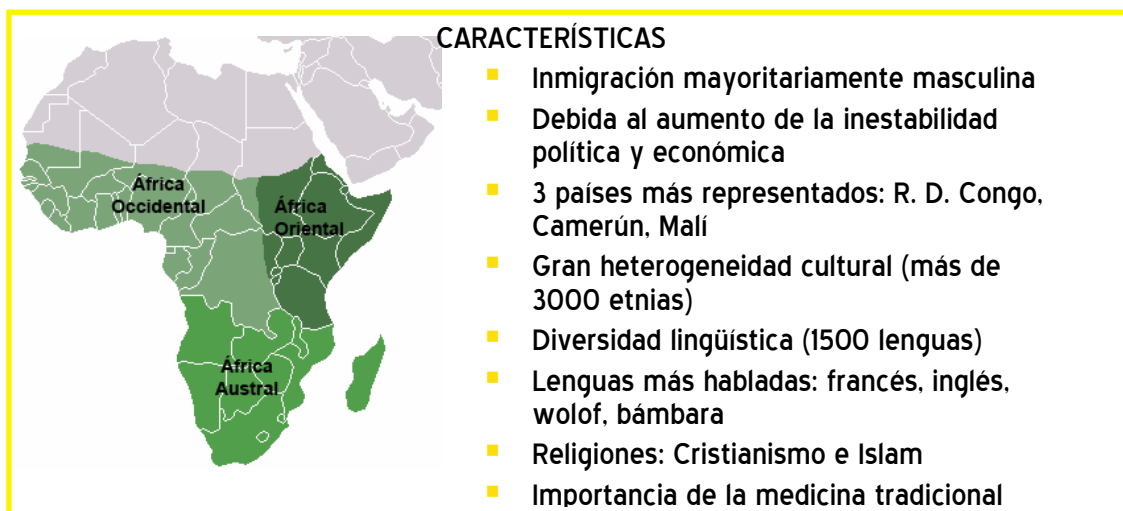 CARACTERÍSTICAS
Inmigración mayoritariamente masculina
Debida al aumento de la inestabilidad
política y económica
3 países más representados: R. D. Congo,
Camerún, Malí
Gran heterogeneidad cultural (más de
3000 etnias)
Diversidad lingüística (1500 lenguas)
Lenguas más habladas: francés, inglés,
wolof, bámbara
Religiones: Cristianismo e Islam
Importancia de la medicina tradicional
África
Occidental
África
Oriental
África
Austral